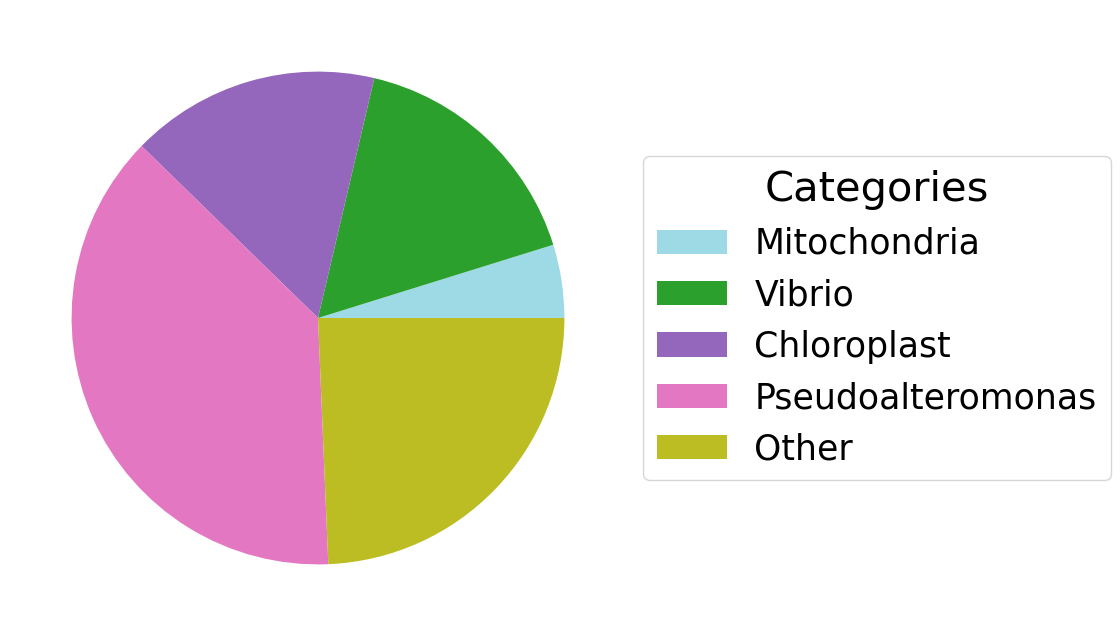 Categories
Mitochondria
Vibrio
Chloroplast
Pseudoalteromonas
Other